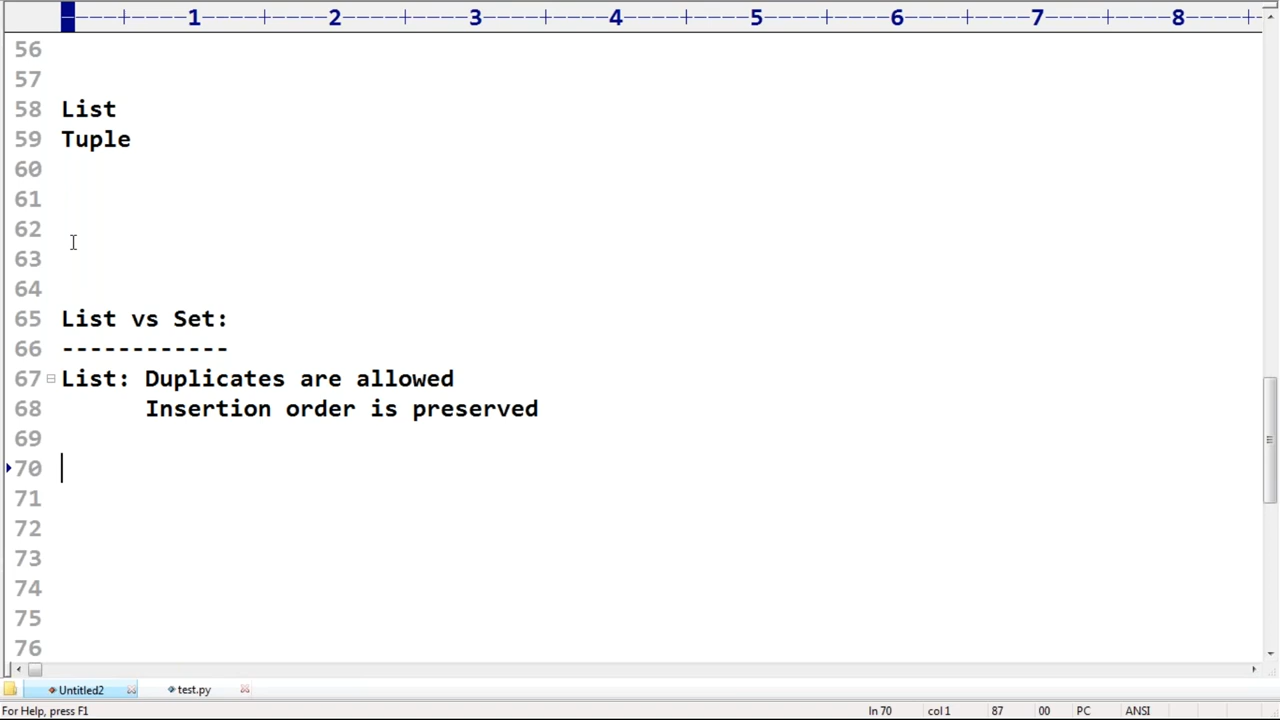 1 2 3 4 5 6 7 8
56
57
58 List
59 Tuple
60
61
62
63
64
65 List vs Set:
66 ------------
67 List: Duplicates are allowed
68 Insertion order is preserved
69
70
71
72
73
74
75
76
Untitled2 test.py
For Help, press F1 ln 70 col 1 87 00 PC ANSI